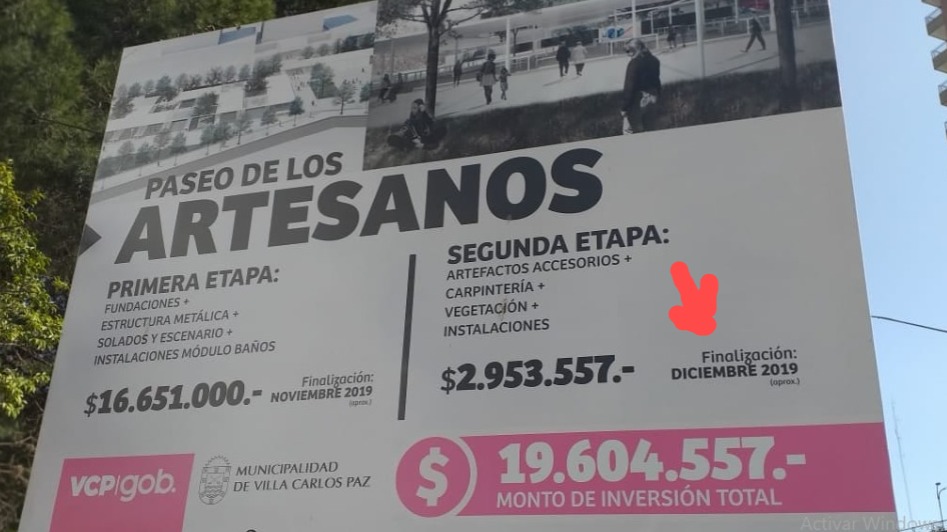 PASEO DE LOS
ARTESANOS
PRIMERA ETAPA:
FUNDACIONES +
ESTRUCTURA METÁLICA +
SOLADOS Y ESCENARIO +
INSTALACIONES MÓDULO BAÑOS
$16.651.000.-
Finalización:
NOVIEMBRE 2019
(aprox.)
SEGUNDA ETAPA:
ARTEFACTOS ACCESORIOS +
CARPINTERÍA +
VEGETACIÓN +
INSTALACIONES
$2.953.557.-
Finalización:
DICIEMBRE 2019
(aprox.)
VCP|gob.
MUNICIPALIDAD
DE VILLA CARLOS PAZ
$ 19.604.557.-
MONTO DE INVERSIÓN TOTAL
Activar Windows